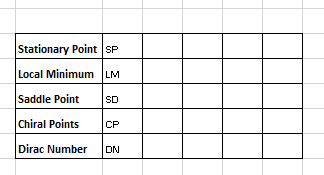 Stationary Point SP
Local Minimum LM
Saddle Point SD
Chiral Points CP
Dirac Number DN